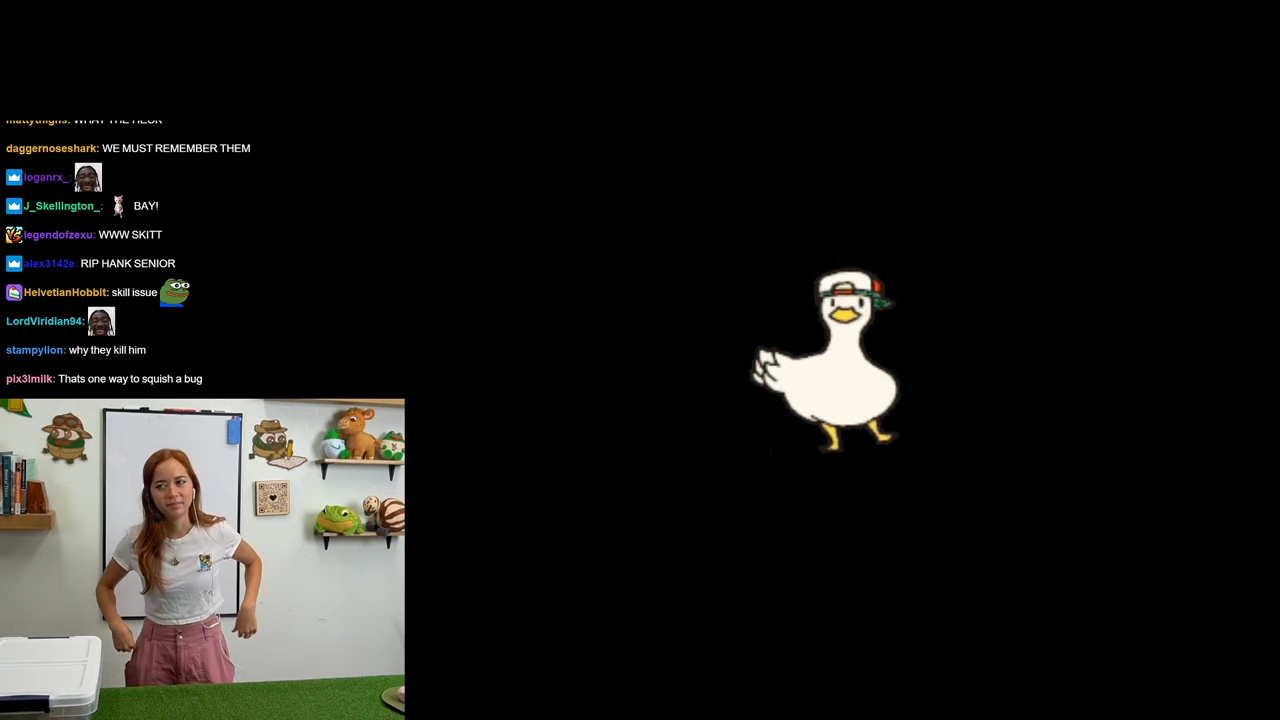 daggernoseshark: WE MUST REMEMBER THEM
loganrx_:
J_Skellington_: BAY!
legendofzexu: WWW SKITT
alex3142e: RIP HANK SENIOR
HelvetianHobbit: skill issue
LordViridian94:
stampylion: why they kill him
pix3lmilk: Thats one way to squish a bug